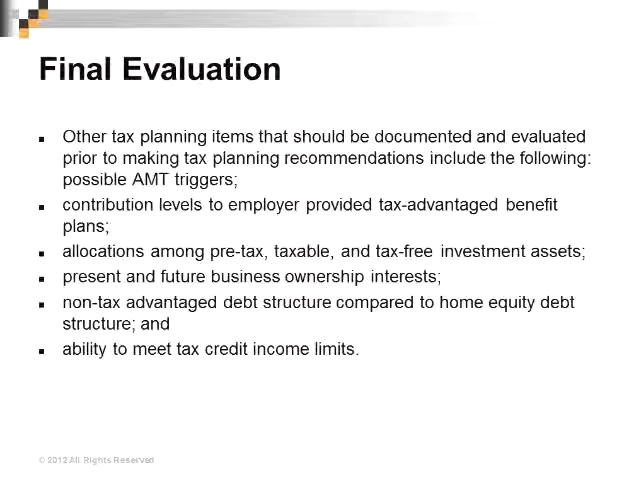 Final Evaluation
Other tax planning items that should be documented and evaluated
prior to making tax planning recommendations include the following:
possible AMT triggers;
contribution levels to employer provided tax-advantaged benefit
plans;
allocations among pre-tax, taxable, and tax-free investment assets;
present and future business ownership interests;
non-tax advantaged debt structure compared to home equity debt
structure; and
ability to meet tax credit income limits.
© 2012 All Rights Reserved